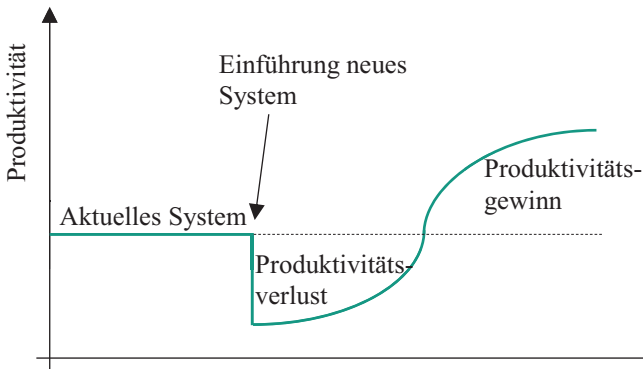 Produktivität
Einführung neues
System
Produktivitäts-
gewinn
Aktuelles System
Produktivitäts-
verlust